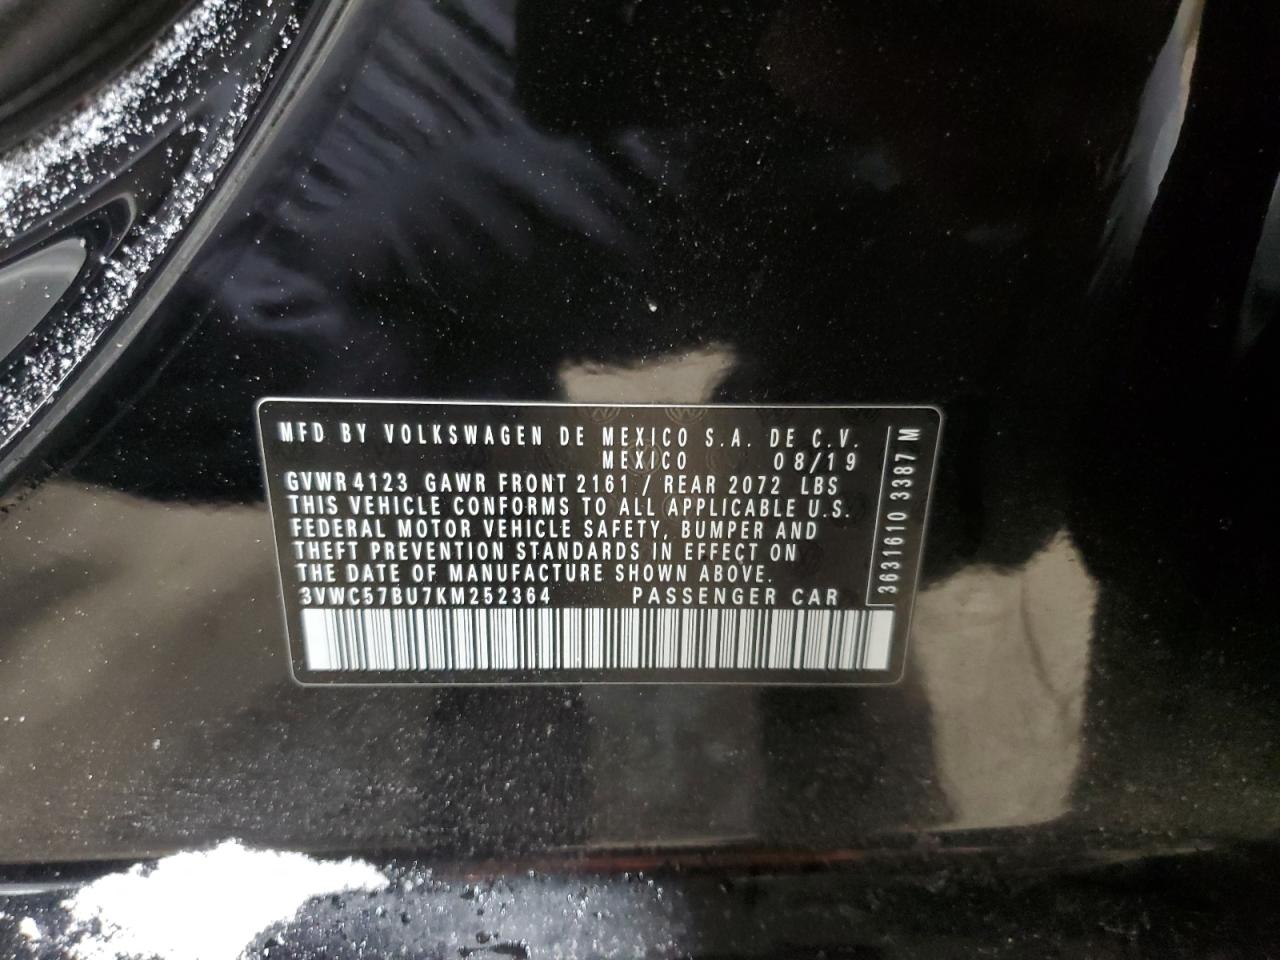 MFD BY VOLKSWAGEN DE MEXICO S.A. DE C.V.
MEXICO 08/19
GVWR 4123 GAWR FRONT 2161 / REAR 2072 LBS
THIS VEHICLE CONFORMS TO ALL APPLICABLE U.S.
FEDERAL MOTOR VEHICLE SAFETY, BUMPER AND
THEFT PREVENTION STANDARDS IN EFFECT ON
THE DATE OF MANUFACTURE SHOWN ABOVE.
3VWC57BU7KM252364 PASSENGER CAR
3631610 3387 M